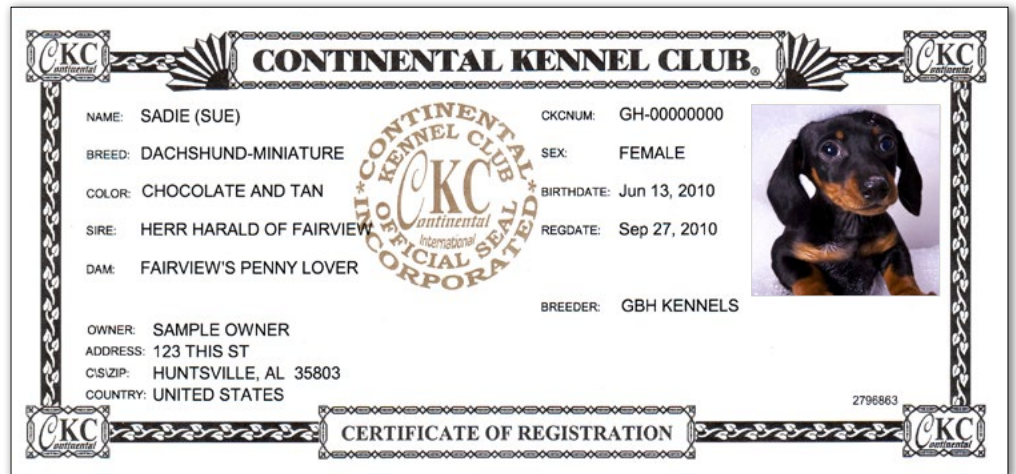 CKC
Continental
CONTINENTAL KENNEL CLUB®
CKC
Continental
NAME: SADIE (SUE)
BREED: DACHSHUND-MINIATURE
COLOR: CHOCOLATE AND TAN
SIRE: HERR HARALD OF FAIRVIEW
DAM: FAIRVIEW'S PENNY LOVER
*CONTINENTAL*
INCORPORATED
KENNEL CLUB
OFFICIAL SEAL
CKC
Continental
International
CKCNUM: GH-00000000
SEX: FEMALE
BIRTHDATE: Jun 13, 2010
REGDATE: Sep 27, 2010
BREEDER: GBH KENNELS
OWNER: SAMPLE OWNER
ADDRESS: 123 THIS ST
C\S\ZIP: HUNTSVILLE, AL 35803
COUNTRY: UNITED STATES
2796863
CKC
Continental
CERTIFICATE OF REGISTRATION
CKC
Continental